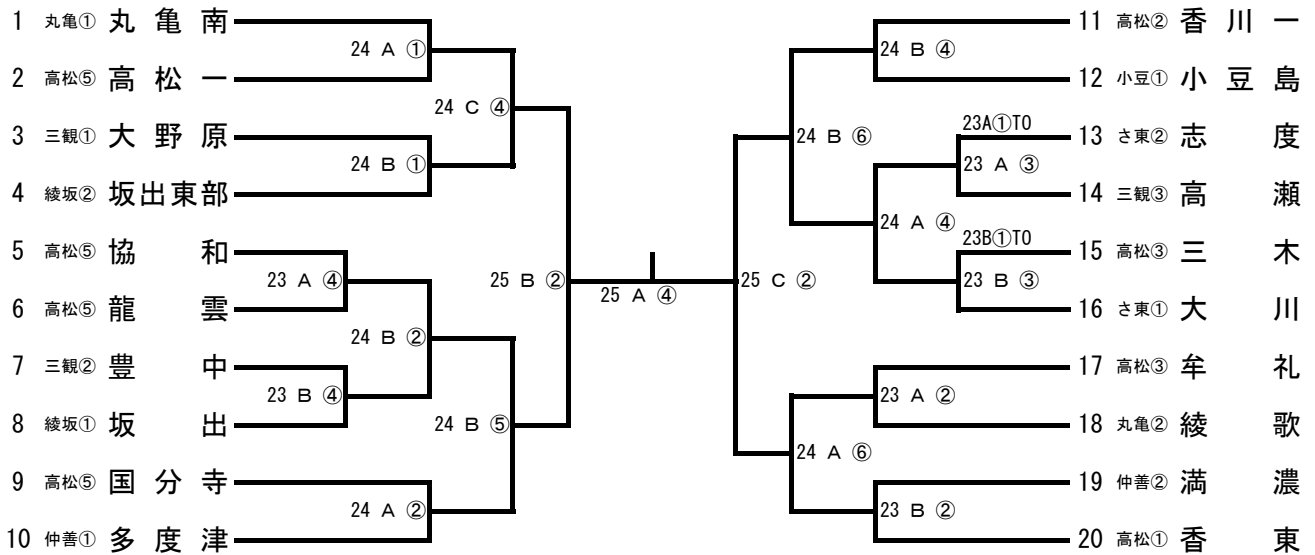 1 丸亀① 丸亀南
2 高松⑤ 高松一
3 三観① 大野原
4 綾坂② 坂出東部
5 高松⑤ 協和
6 高松⑤ 龍雲
7 三観② 豊中
8 綾坂① 坂出
9 高松⑤ 国分寺
10 仲善① 多度津
24 A ①
24 B ①
23 A ④
23 B ④
24 A ②
24 C ④
24 B ②
24 B ⑤
25 B ②
25 A ④
25 C ②
24 B ⑥
24 A ⑥
24 B ④
24 A ④
23A①TO
23 A ③
23B①TO
23 B ③
23 A ②
23 B ②
11 高松② 香川一
12 小豆① 小豆島
13 さ東② 志度
14 三観③ 高瀬
15 高松③ 三木
16 さ東① 大川
17 高松③ 牟礼
18 丸亀② 綾歌
19 仲善② 満濃
20 高松① 香東